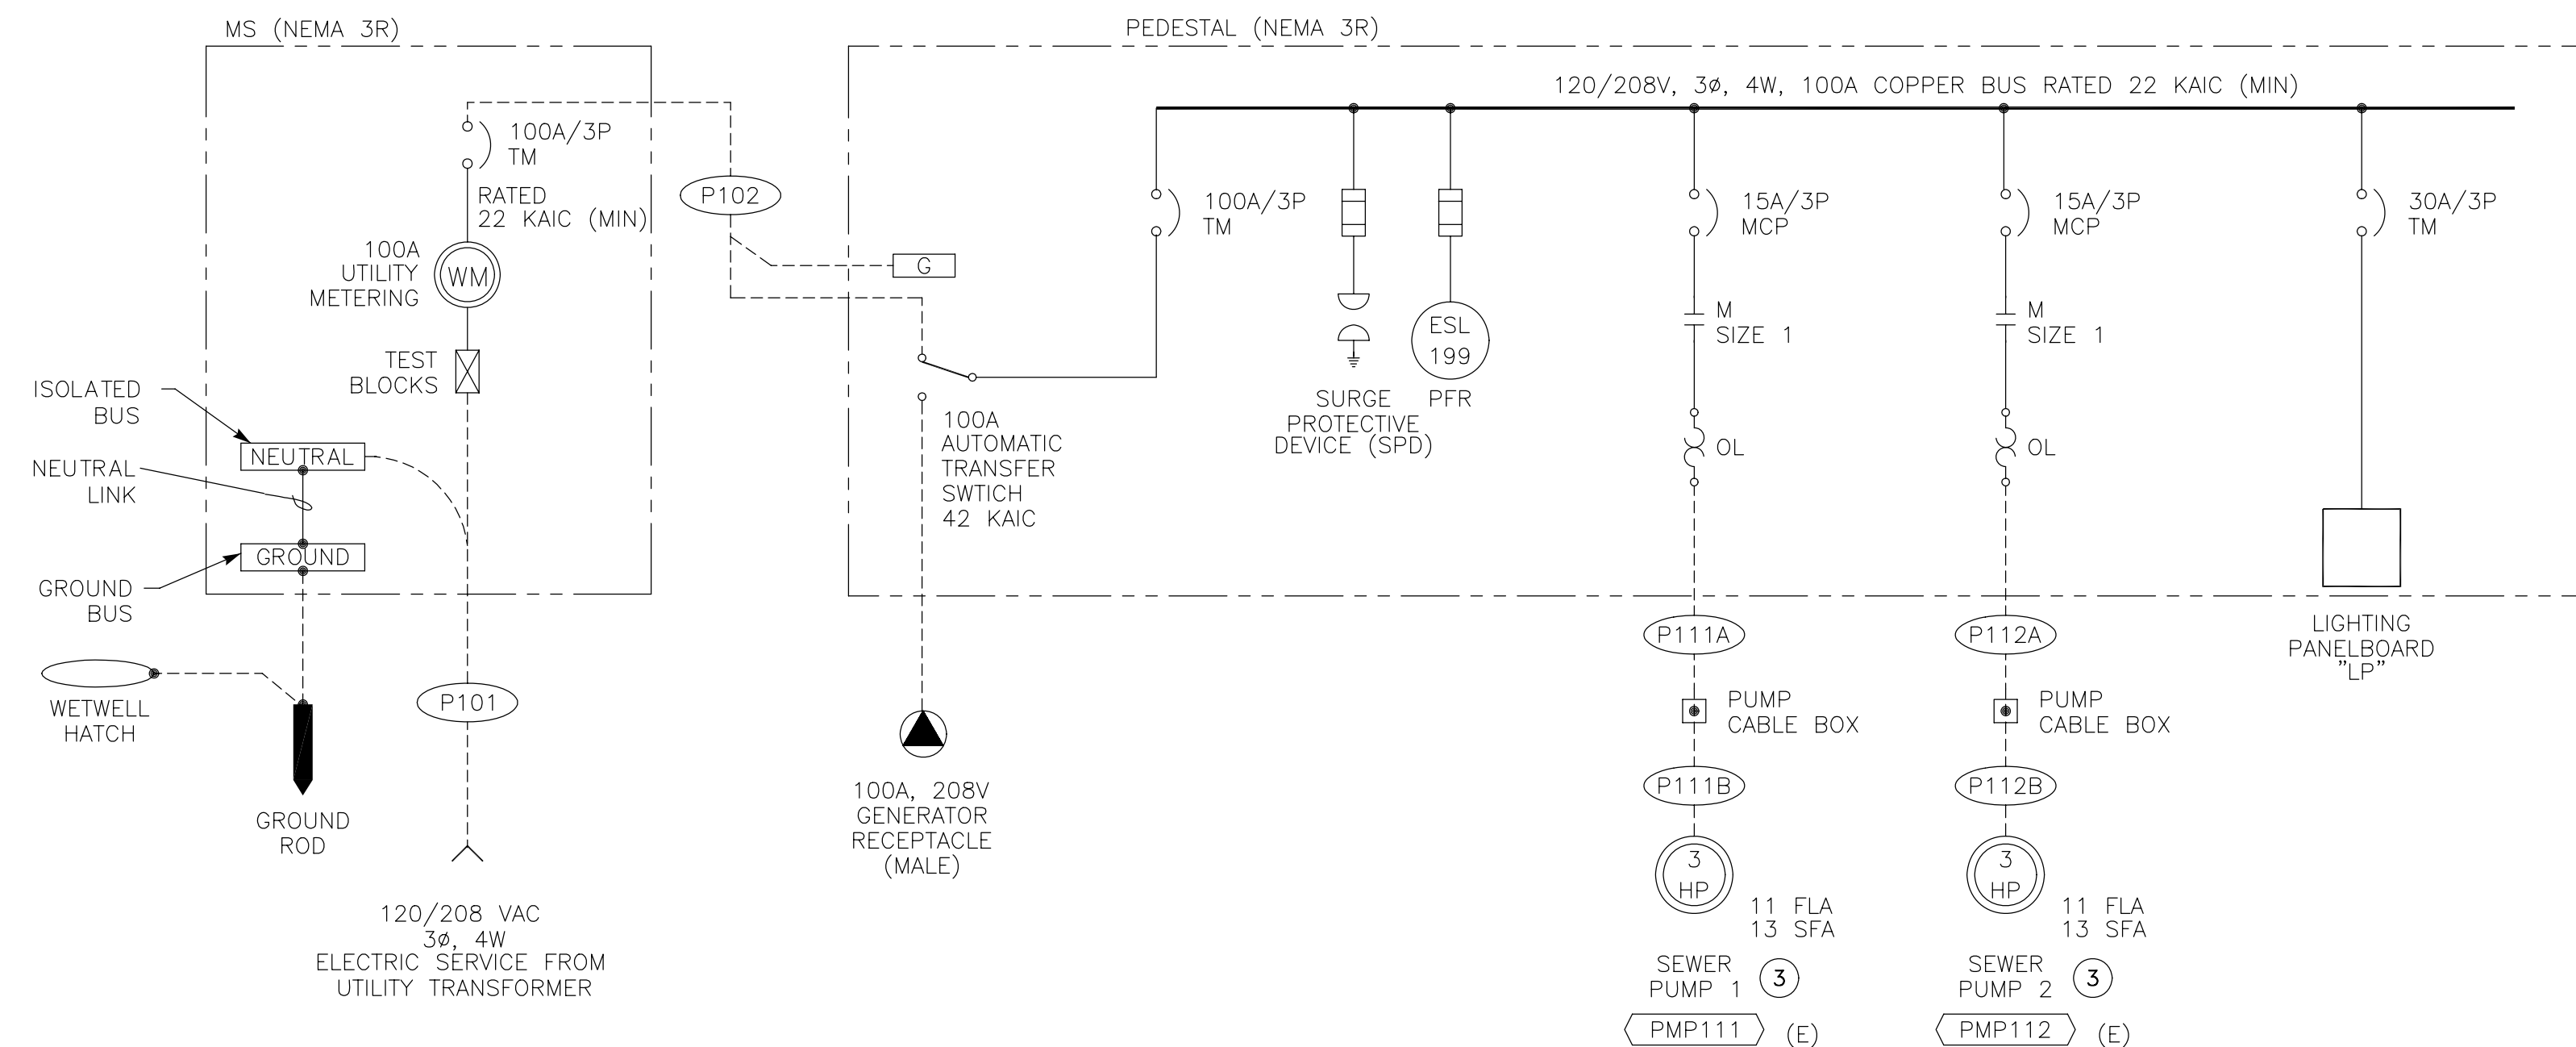 MS (NEMA 3R)
100A/3P
TM
RATED
22 KAIC (MIN)
100A
UTILITY
METERING
WM
TEST
BLOCKS
ISOLATED
BUS
NEUTRAL
NEUTRAL
LINK
GROUND
GROUND
BUS
WETWELL
HATCH
GROUND
ROD
P101
120/208 VAC
3ø, 4W
ELECTRIC SERVICE FROM
UTILITY TRANSFORMER
P102
PEDESTAL (NEMA 3R)
120/208V, 3ø, 4W, 100A COPPER BUS RATED 22 KAIC (MIN)
G
100A
AUTOMATIC
TRANSFER
SWTICH
42 KAIC
100A, 208V
GENERATOR
RECEPTACLE
(MALE)
100A/3P
TM
SURGE
PROTECTIVE
DEVICE (SPD)
ESL
199
PFR
15A/3P
MCP
M
SIZE 1
OL
P111A
PUMP
CABLE BOX
P111B
3
HP
11 FLA
13 SFA
SEWER
PUMP 1
3
PMP111
(E)
15A/3P
MCP
M
SIZE 1
OL
P112A
PUMP
CABLE BOX
P112B
3
HP
11 FLA
13 SFA
SEWER
PUMP 2
3
PMP112
(E)
30A/3P
TM
LIGHTING
PANELBOARD
"LP"